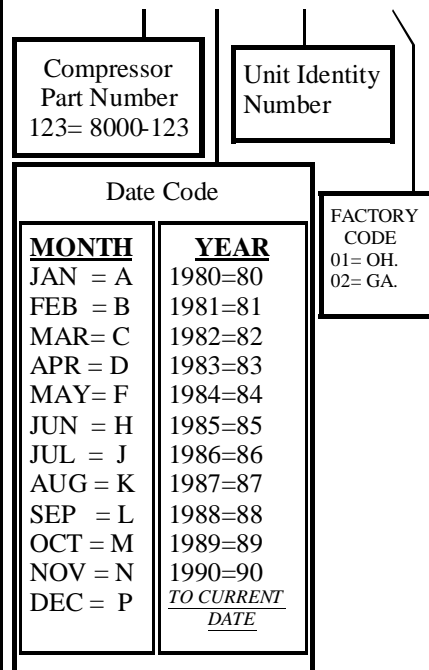 Compressor
Part Number
123= 8000-123
Unit Identity
Number
Date Code
MONTH
JAN = A
FEB = B
MAR= C
APR = D
MAY= F
JUN = H
JUL = J
AUG = K
SEP = L
OCT = M
NOV = N
DEC = P
YEAR
1980=80
1981=81
1982=82
1983=83
1984=84
1985=85
1986=86
1987=87
1988=88
1989=89
1990=90
TO CURRENT
DATE
FACTORY
CODE
01= OH.
02= GA.